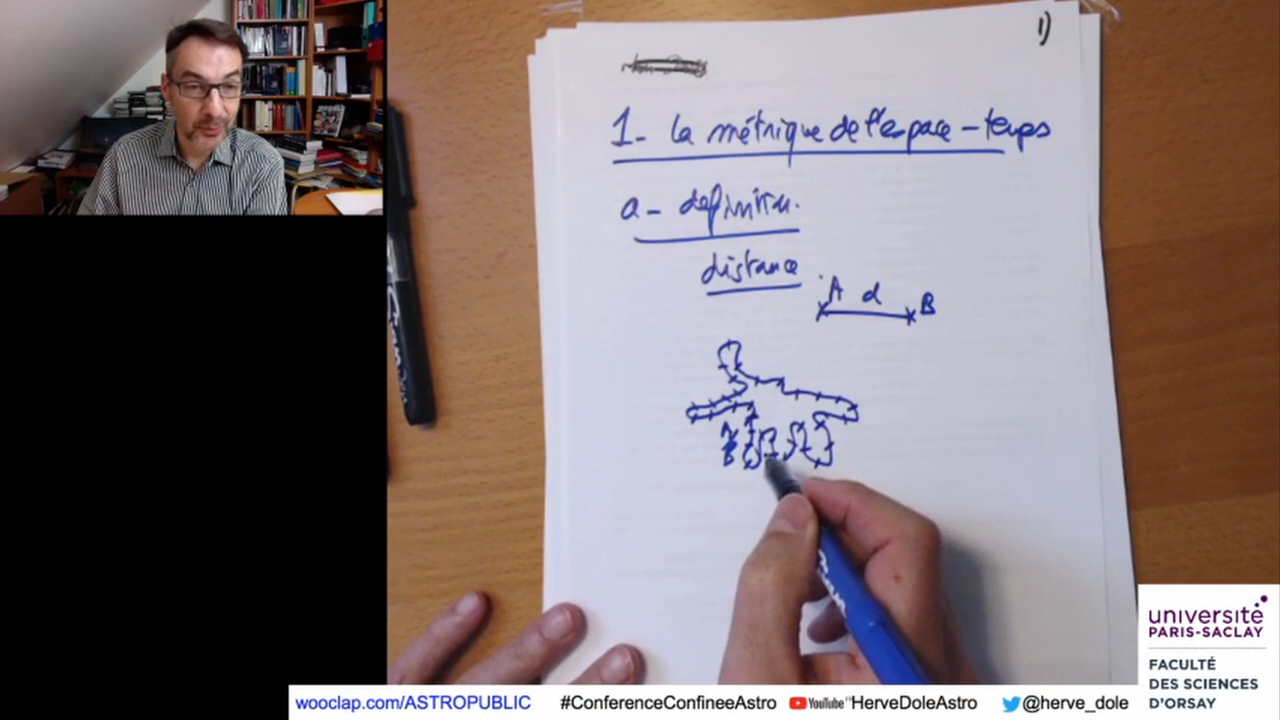 1)
1- La métrique de l'espace-temps
a- définition.
distance
A d B
A
B
université
PARIS-SACLAY
FACULTÉ
DES SCIENCES
D'ORSAY
wooclap.com/ASTROPUBLIC #ConferenceConfineeAstro YouTube HerveDoleAstro @herve_dole